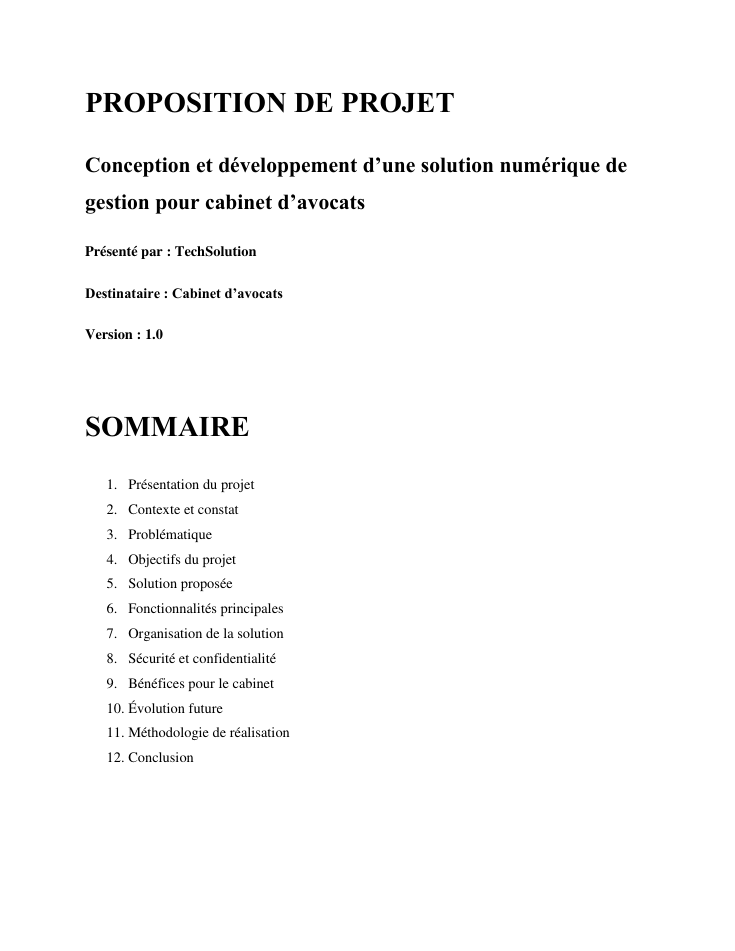 PROPOSITION DE PROJET
Conception et développement d’une solution numérique de
gestion pour cabinet d’avocats
Présenté par : TechSolution
Destinataire : Cabinet d’avocats
Version : 1.0
SOMMAIRE
1. Présentation du projet
2. Contexte et constat
3. Problématique
4. Objectifs du projet
5. Solution proposée
6. Fonctionnalités principales
7. Organisation de la solution
8. Sécurité et confidentialité
9. Bénéfices pour le cabinet
10. Évolution future
11. Méthodologie de réalisation
12. Conclusion